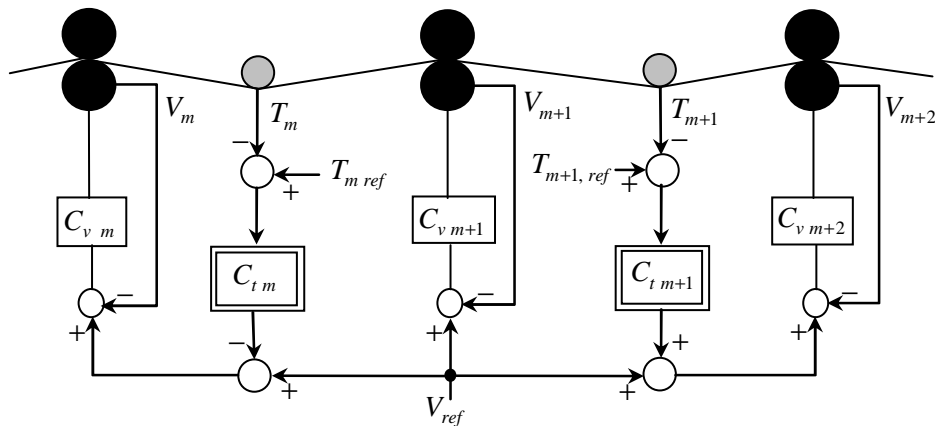 V_m
T_m
V_{m+1}
T_{m+1}
V_{m+2}
−
−
T_{m ref}
+
T_{m+1, ref}
+
C_{v m}
C_{v m+1}
C_{v m+2}
C_{t m}
C_{t m+1}
−
−
−
+
−
+
+
+
+
+
V_{ref}